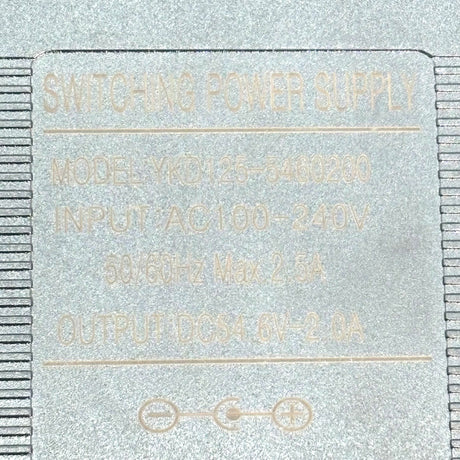 SWITCHING POWER SUPPLY
MODEL:YKD125-5460200
INPUT:AC100-240V
50/60Hz Max.2.5A
OUTPUT:DC54.6V-2.0A